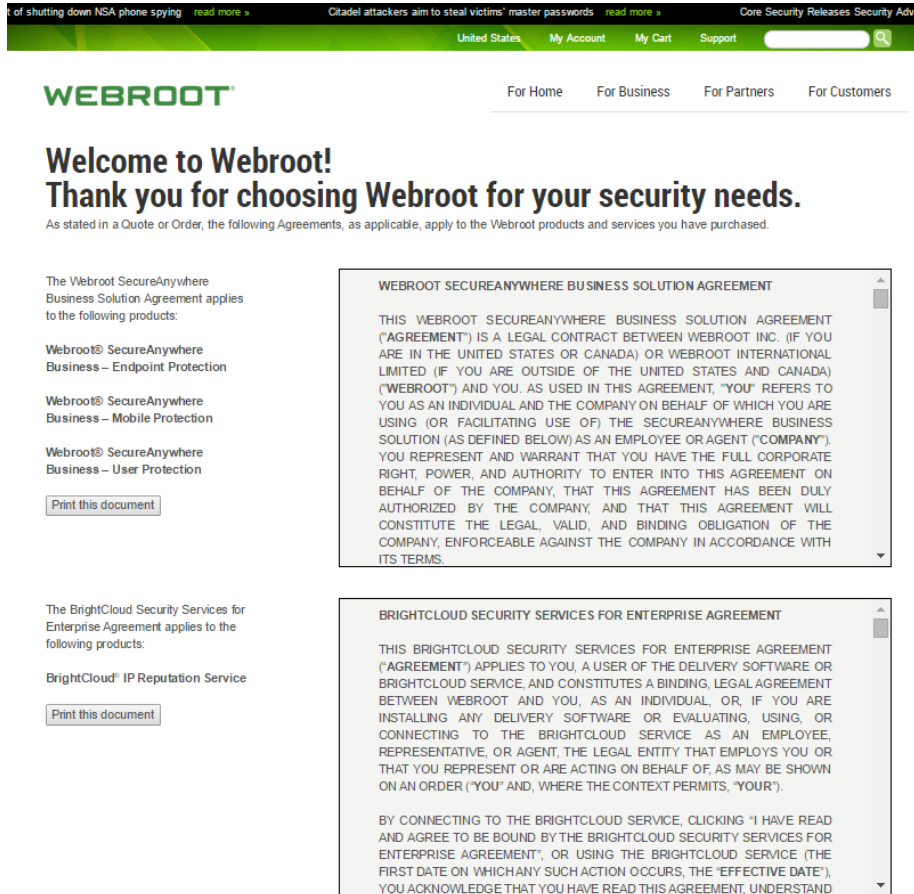 t of shutting down NSA phone spying read more » Citadel attackers aim to steal victims' master passwords read more » Core Security Releases Security Adv
United States My Account My Cart Support
WEBROOT®
For Home For Business For Partners For Customers
Welcome to Webroot!
Thank you for choosing Webroot for your security needs.
As stated in a Quote or Order, the following Agreements, as applicable, apply to the Webroot products and services you have purchased.
The Webroot SecureAnywhere
Business Solution Agreement applies
to the following products:
Webroot® SecureAnywhere
Business – Endpoint Protection
Webroot® SecureAnywhere
Business – Mobile Protection
Webroot® SecureAnywhere
Business – User Protection
Print this document
WEBROOT SECUREANYWHERE BUSINESS SOLUTION AGREEMENT
THIS WEBROOT SECUREANYWHERE BUSINESS SOLUTION AGREEMENT
("AGREEMENT") IS A LEGAL CONTRACT BETWEEN WEBROOT INC. (IF YOU
ARE IN THE UNITED STATES OR CANADA) OR WEBROOT INTERNATIONAL
LIMITED (IF YOU ARE OUTSIDE OF THE UNITED STATES AND CANADA)
("WEBROOT") AND YOU. AS USED IN THIS AGREEMENT, "YOU" REFERS TO
YOU AS AN INDIVIDUAL AND THE COMPANY ON BEHALF OF WHICH YOU ARE
USING (OR FACILITATING USE OF) THE SECUREANYWHERE BUSINESS
SOLUTION (AS DEFINED BELOW) AS AN EMPLOYEE OR AGENT ("COMPANY").
YOU REPRESENT AND WARRANT THAT YOU HAVE THE FULL CORPORATE
RIGHT, POWER, AND AUTHORITY TO ENTER INTO THIS AGREEMENT ON
BEHALF OF THE COMPANY, THAT THIS AGREEMENT HAS BEEN DULY
AUTHORIZED BY THE COMPANY, AND THAT THIS AGREEMENT WILL
CONSTITUTE THE LEGAL, VALID, AND BINDING OBLIGATION OF THE
COMPANY, ENFORCEABLE AGAINST THE COMPANY IN ACCORDANCE WITH
ITS TERMS.
The BrightCloud Security Services for
Enterprise Agreement applies to the
following products:
BrightCloud® IP Reputation Service
Print this document
BRIGHTCLOUD SECURITY SERVICES FOR ENTERPRISE AGREEMENT
THIS BRIGHTCLOUD SECURITY SERVICES FOR ENTERPRISE AGREEMENT
("AGREEMENT") APPLIES TO YOU, A USER OF THE DELIVERY SOFTWARE OR
BRIGHTCLOUD SERVICE, AND CONSTITUTES A BINDING, LEGAL AGREEMENT
BETWEEN WEBROOT AND YOU, AS AN INDIVIDUAL, OR, IF YOU ARE
INSTALLING ANY DELIVERY SOFTWARE OR EVALUATING, USING, OR
CONNECTING TO THE BRIGHTCLOUD SERVICE AS AN EMPLOYEE,
REPRESENTATIVE, OR AGENT, THE LEGAL ENTITY THAT EMPLOYS YOU OR
THAT YOU REPRESENT OR ARE ACTING ON BEHALF OF, AS MAY BE SHOWN
ON AN ORDER ("YOU" AND, WHERE THE CONTEXT PERMITS, "YOUR").
BY CONNECTING TO THE BRIGHTCLOUD SERVICE, CLICKING "I HAVE READ
AND AGREE TO BE BOUND BY THE BRIGHTCLOUD SECURITY SERVICES FOR
ENTERPRISE AGREEMENT", OR USING THE BRIGHTCLOUD SERVICE (THE
FIRST DATE ON WHICH ANY SUCH ACTION OCCURS, THE "EFFECTIVE DATE"),
YOU ACKNOWLEDGE THAT YOU HAVE READ THIS AGREEMENT, UNDERSTAND